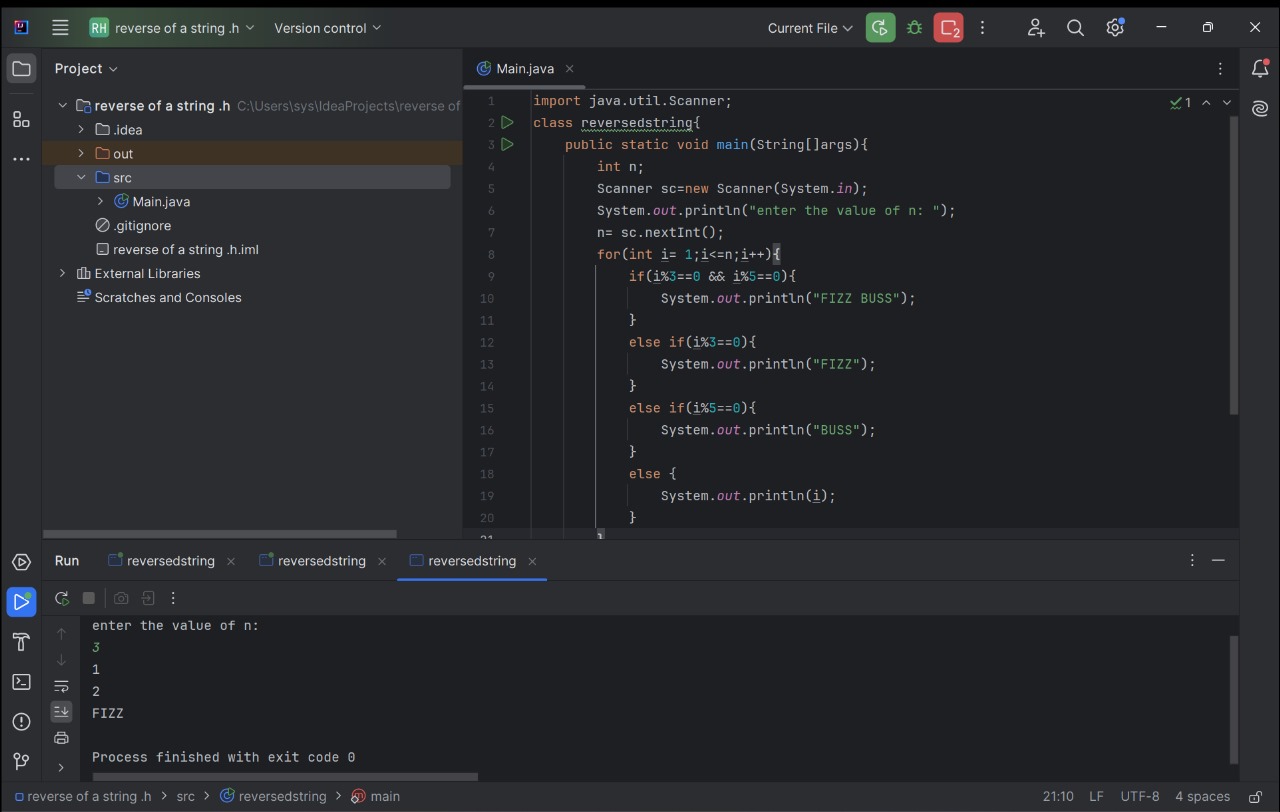 RH reverse of a string .h Version control Current File 2
Project
Main.java
reverse of a string .h C:\Users\sys\IdeaProjects\reverse of
.idea
out
src
Main.java
.gitignore
reverse of a string .h.iml
External Libraries
Scratches and Consoles
1
1 import java.util.Scanner;
2 class reversedstring{
3 public static void main(String[]args){
4 int n;
5 Scanner sc=new Scanner(System.in);
6 System.out.println("enter the value of n: ");
7 n= sc.nextInt();
8 for(int i= 1;i<=n;i++){
9 if(i%3==0 && i%5==0){
10 System.out.println("FIZZ BUSS");
11 }
12 else if(i%3==0){
13 System.out.println("FIZZ");
14 }
15 else if(i%5==0){
16 System.out.println("BUSS");
17 }
18 else {
19 System.out.println(i);
20 }
21 }
Run reversedstring reversedstring reversedstring
enter the value of n:
3
1
2
FIZZ
Process finished with exit code 0
reverse of a string .h > src > reversedstring > main 21:10 LF UTF-8 4 spaces